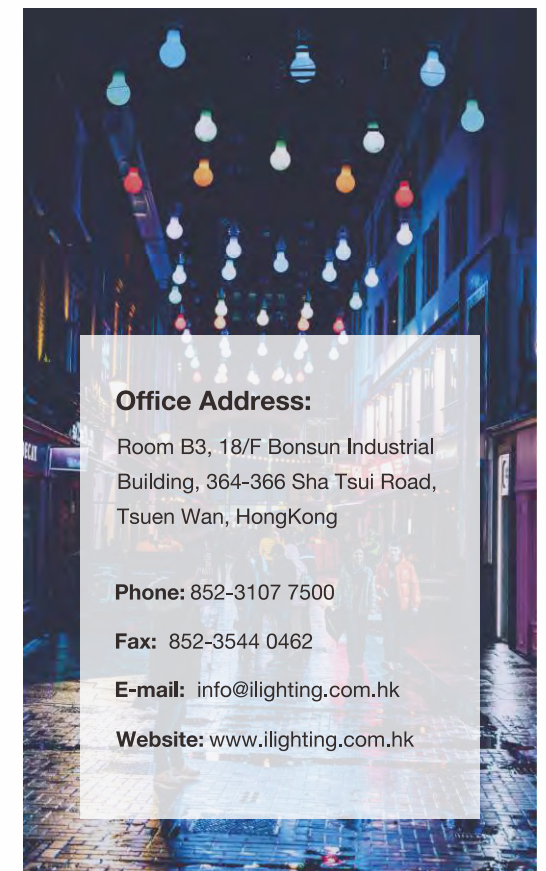 Office Address:
Room B3, 18/F Bonsun Industrial
Building, 364-366 Sha Tsui Road,
Tsuen Wan, HongKong
Phone: 852-3107 7500
Fax: 852-3544 0462
E-mail: info@ilighting.com.hk
Website: www.ilighting.com.hk